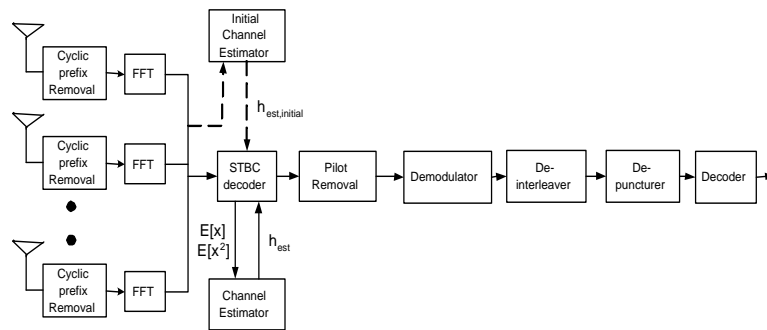 Initial
Channel
Estimator
Cyclic
prefix
Removal
FFT
h_est,initial
Cyclic
prefix
Removal
FFT
STBC
decoder
Pilot
Removal
Demodulator
De-
interleaver
De-
puncturer
Decoder
E[x]
E[x²]
h_est
Cyclic
prefix
Removal
FFT
Channel
Estimator